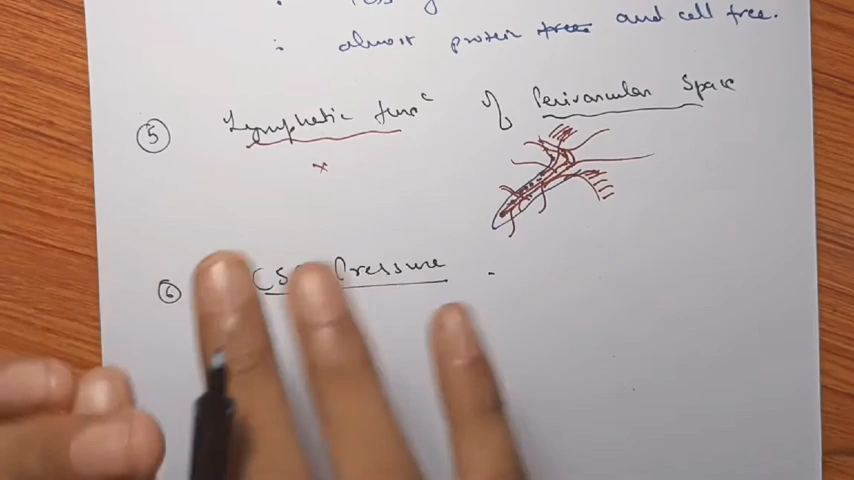 : almost protein free and cell free.
⑤ Lymphatic func^c of Perivascular Space
⑥ CSF Pressure